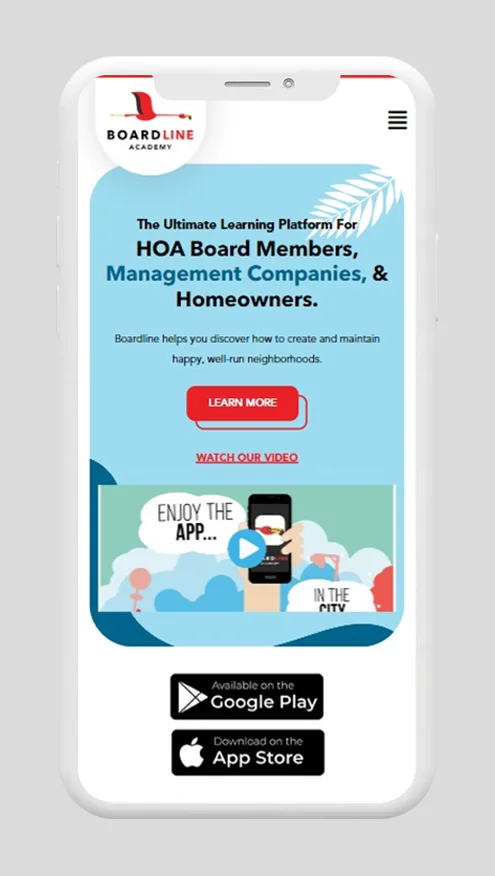 BOARDLINE
ACADEMY
The Ultimate Learning Platform For
HOA Board Members,
Management Companies, &
Homeowners.
Boardline helps you discover how to create and maintain
happy, well-run neighborhoods.
LEARN MORE
WATCH OUR VIDEO
ENJOY THE
APP...
IN THE
CITY
Available on the
Google Play
Download on the
App Store